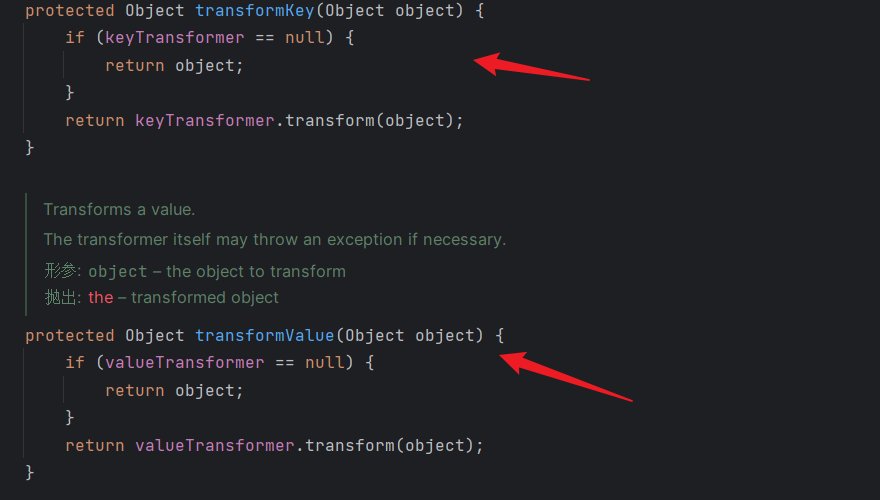 protected Object transformKey(Object object) {
if (keyTransformer == null) {
return object;
}
return keyTransformer.transform(object);
}
Transforms a value.
The transformer itself may throw an exception if necessary.
形参: object – the object to transform
抛出: the – transformed object
protected Object transformValue(Object object) {
if (valueTransformer == null) {
return object;
}
return valueTransformer.transform(object);
}